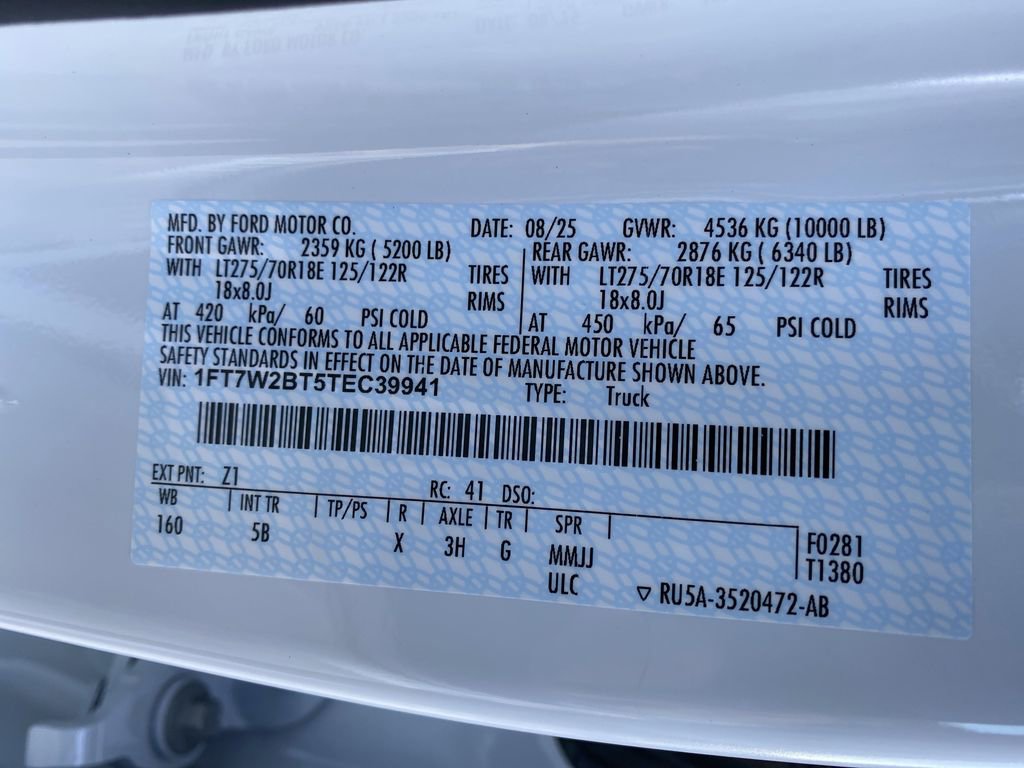 MFD. BY FORD MOTOR CO. DATE: 08/25 GVWR: 4536 KG (10000 LB)
FRONT GAWR: 2359 KG ( 5200 LB) REAR GAWR: 2876 KG ( 6340 LB)
WITH LT275/70R18E 125/122R TIRES WITH LT275/70R18E 125/122R TIRES
18x8.0J RIMS 18x8.0J RIMS
AT 420 kPa/ 60 PSI COLD AT 450 kPa/ 65 PSI COLD
THIS VEHICLE CONFORMS TO ALL APPLICABLE FEDERAL MOTOR VEHICLE
SAFETY STANDARDS IN EFFECT ON THE DATE OF MANUFACTURE SHOWN ABOVE.
VIN: 1FT7W2BT5TEC39941 TYPE: Truck
EXT PNT: Z1 RC: 41 DSO:
WB INT TR TP/PS R AXLE TR SPR
160 5B X 3H G MMJJ F0281
ULC T1380
▽ RU5A-3520472-AB